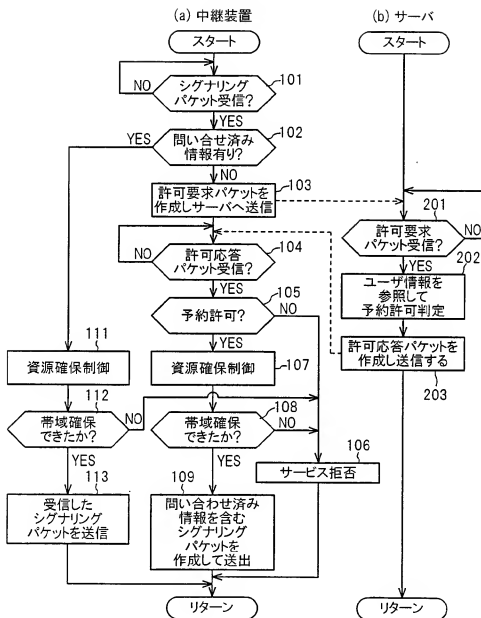 (a) 中継装置
スタート
NO
シグナリング
パケット受信?
101
YES
YES
問い合せ済み
情報有り?
102
NO
許可要求パケットを
作成しサーバへ送信
103
NO
許可応答
パケット受信?
104
YES
予約許可?
105
NO
YES
111
資源確保制御
資源確保制御
107
112
帯域確保
できたか?
NO
帯域確保
できたか?
108
NO
YES
113
受信した
シグナリング
パケットを送信
YES
109
問い合わせ済み
情報を含む
シグナリング
パケットを
作成して送出
106
サービス拒否
リターン
(b) サーバ
スタート
201
許可要求
パケット受信?
NO
YES
202
ユーザ情報を
参照して
予約許可判定
許可応答パケットを
作成し送信する
203
リターン